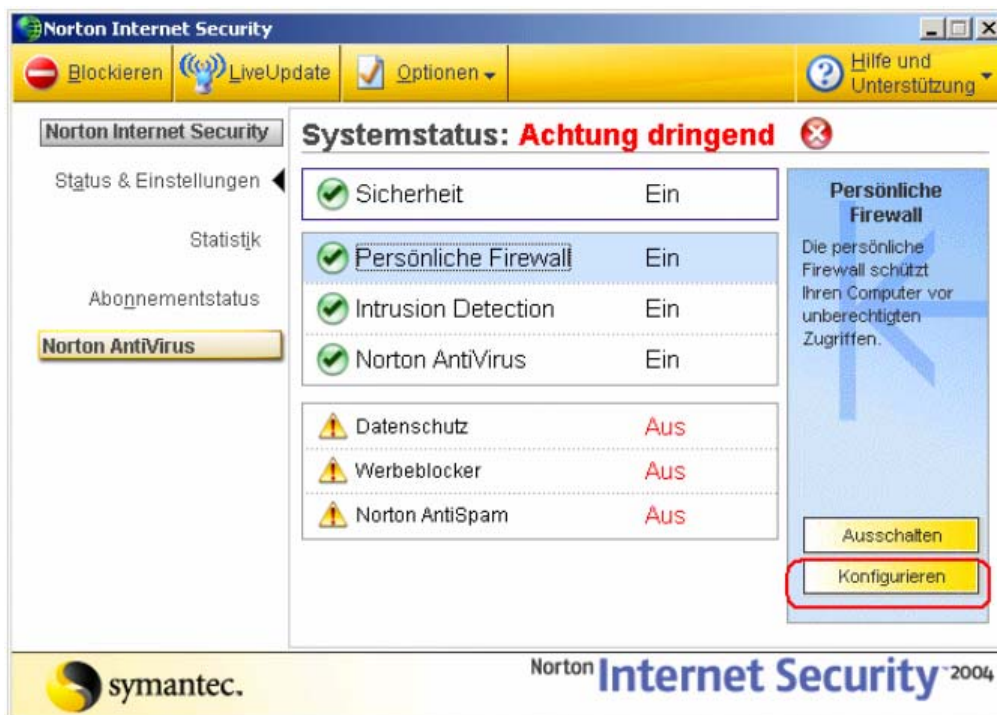 Norton Internet Security
Blockieren
LiveUpdate
Optionen
Hilfe und
Unterstützung
Norton Internet Security
Status & Einstellungen
Statistik
Abonnementstatus
Norton AntiVirus
Systemstatus: Achtung dringend
Sicherheit Ein
Persönliche Firewall Ein
Intrusion Detection Ein
Norton AntiVirus Ein
Datenschutz Aus
Werbeblocker Aus
Norton AntiSpam Aus
Persönliche
Firewall
Die persönliche
Firewall schützt
Ihren Computer vor
unberechtigten
Zugriffen.
Ausschalten
Konfigurieren
symantec.
Norton Internet Security™ 2004